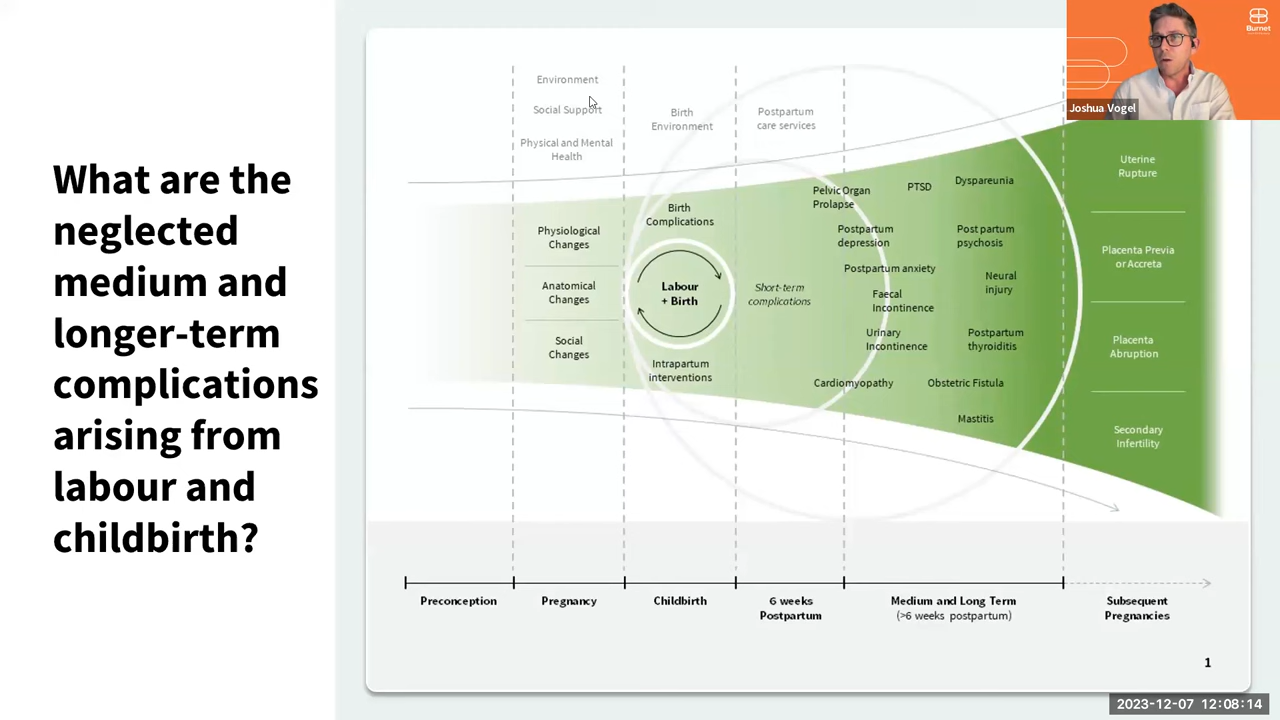 What are the
neglected
medium and
longer-term
complications
arising from
labour and
childbirth?
Environment
Social Support
Physical and Mental
Health
Birth
Environment
Postpartum
care services
Physiological
Changes
Anatomical
Changes
Social
Changes
Birth
Complications
Labour
+ Birth
Intrapartum
interventions
Short-term
complications
Pelvic Organ
Prolapse
PTSD
Dyspareunia
Postpartum
depression
Post partum
psychosis
Postpartum anxiety
Neural
injury
Faecal
Incontinence
Urinary
Incontinence
Postpartum
thyroiditis
Cardiomyopathy
Obstetric Fistula
Mastitis
Uterine
Rupture
Placenta Previa
or Accreta
Placenta
Abruption
Secondary
Infertility
Preconception
Pregnancy
Childbirth
6 weeks
Postpartum
Medium and Long Term
(>6 weeks postpartum)
Subsequent
Pregnancies
1
Burnet
Joshua Vogel
2023-12-07 12:08:14